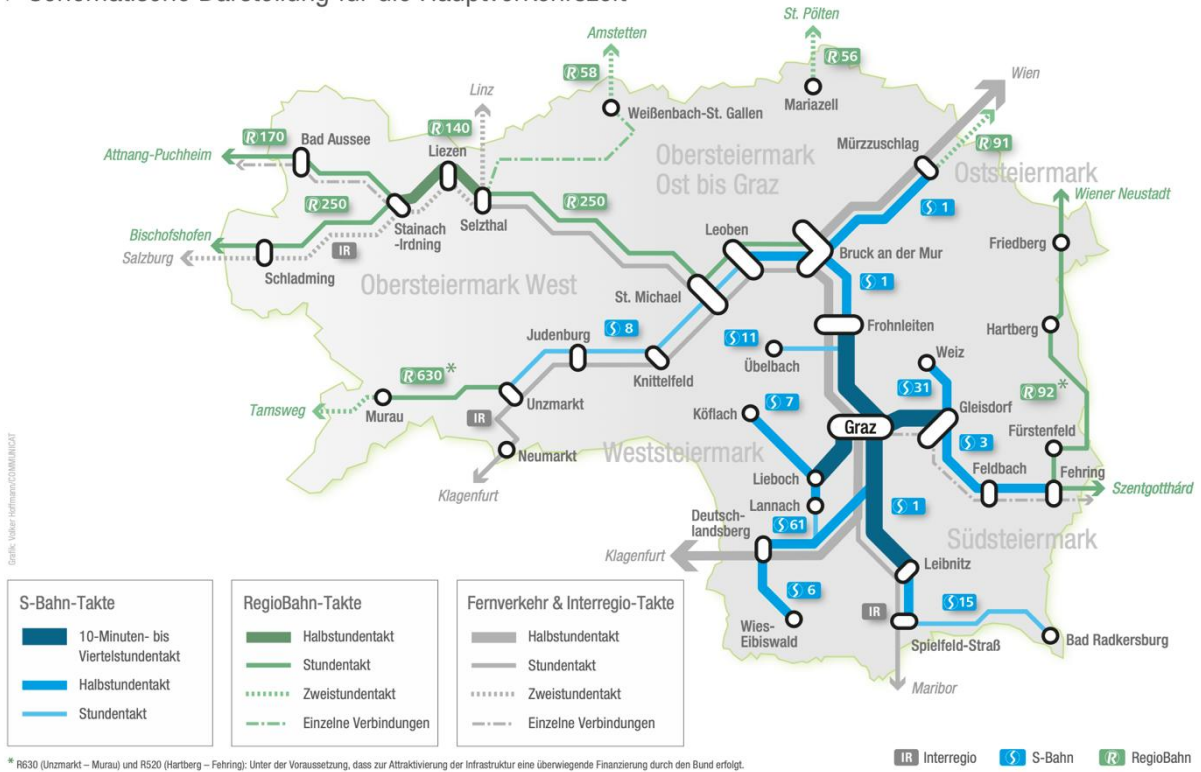 Schematische Darstellung für die Hauptverkehrszeit
St. Pölten
Amstetten
R 58
R 56
Wien
Linz
Weißenbach-St. Gallen
Mariazell
R 170
Bad Aussee
R 140
Liezen
Mürzzuschlag
R 91
Attnang-Puchheim
Obersteiermark
Ost bis Graz
Oststeiermark
Wiener Neustadt
R 250
R 250
S 1
Stainach
-Irdning
Selzthal
Leoben
Bischofshofen
Salzburg
IR
Schladming
Bruck an der Mur
Friedberg
Obersteiermark West
St. Michael
S 1
Judenburg
S 8
Frohnleiten
Hartberg
S 11
Übelbach
Weiz
Knittelfeld
R 630 *
S 31
R 92 *
Tamsweg
Murau
Unzmarkt
S 7
Gleisdorf
IR
Köflach
Graz
Fürstenfeld
S 3
Neumarkt
Weststeiermark
Feldbach
Fehring
Klagenfurt
Lieboch
Szentgotthárd
Lannach
S 1
Deutsch-
landsberg
S 61
Südsteiermark
Klagenfurt
Leibnitz
S 6
IR
S 15
Wies-
Eibiswald
Spielfeld-Straß
Bad Radkersburg
Maribor
Grafik: Volker Hoffmann/COMMUNICAT
S-Bahn-Takte
10-Minuten- bis
Viertelstundentakt
Halbstundentakt
Stundentakt
RegioBahn-Takte
Halbstundentakt
Stundentakt
Zweistundentakt
Einzelne Verbindungen
Fernverkehr & Interregio-Takte
Halbstundentakt
Stundentakt
Zweistundentakt
Einzelne Verbindungen
IR Interregio
S S-Bahn
R RegioBahn
* R630 (Unzmarkt – Murau) und R520 (Hartberg – Fehring): Unter der Voraussetzung, dass zur Attraktivierung der Infrastruktur eine überwiegende Finanzierung durch den Bund erfolgt.